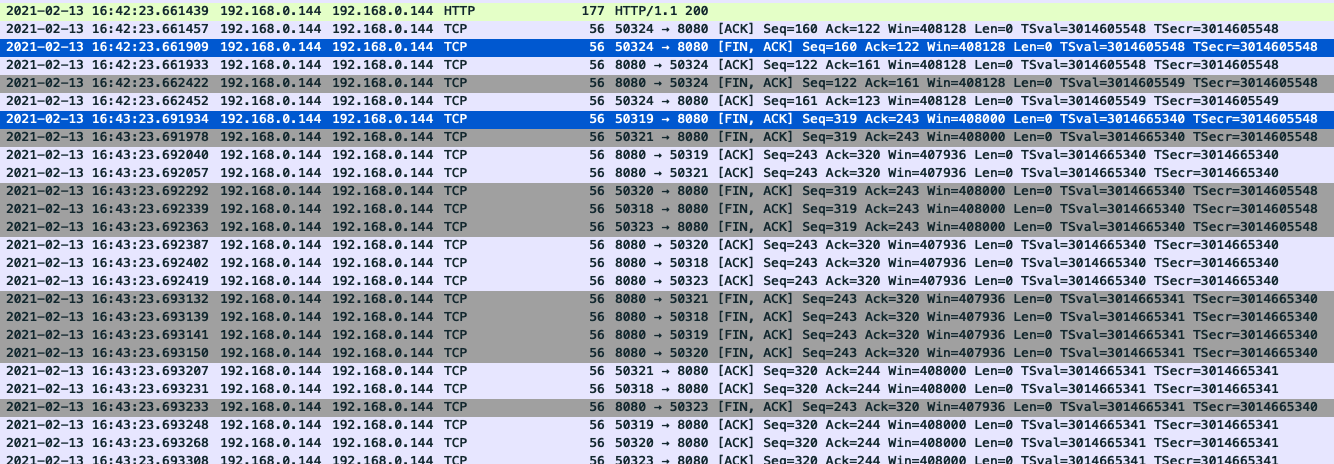 2021-02-13 16:42:23.661439 192.168.0.144 192.168.0.144 HTTP 177 HTTP/1.1 200
2021-02-13 16:42:23.661457 192.168.0.144 192.168.0.144 TCP 56 50324 → 8080 [ACK] Seq=160 Ack=122 Win=408128 Len=0 TSval=3014605548 TSecr=3014605548
2021-02-13 16:42:23.661909 192.168.0.144 192.168.0.144 TCP 56 50324 → 8080 [FIN, ACK] Seq=160 Ack=122 Win=408128 Len=0 TSval=3014605548 TSecr=3014605548
2021-02-13 16:42:23.661933 192.168.0.144 192.168.0.144 TCP 56 8080 → 50324 [ACK] Seq=122 Ack=161 Win=408128 Len=0 TSval=3014605548 TSecr=3014605548
2021-02-13 16:42:23.662422 192.168.0.144 192.168.0.144 TCP 56 8080 → 50324 [FIN, ACK] Seq=122 Ack=161 Win=408128 Len=0 TSval=3014605549 TSecr=3014605548
2021-02-13 16:42:23.662452 192.168.0.144 192.168.0.144 TCP 56 50324 → 8080 [ACK] Seq=161 Ack=123 Win=408128 Len=0 TSval=3014605549 TSecr=3014605549
2021-02-13 16:43:23.691934 192.168.0.144 192.168.0.144 TCP 56 50319 → 8080 [FIN, ACK] Seq=319 Ack=243 Win=408000 Len=0 TSval=3014665340 TSecr=3014605548
2021-02-13 16:43:23.691978 192.168.0.144 192.168.0.144 TCP 56 50321 → 8080 [FIN, ACK] Seq=319 Ack=243 Win=408000 Len=0 TSval=3014665340 TSecr=3014605548
2021-02-13 16:43:23.692040 192.168.0.144 192.168.0.144 TCP 56 8080 → 50319 [ACK] Seq=243 Ack=320 Win=407936 Len=0 TSval=3014665340 TSecr=3014665340
2021-02-13 16:43:23.692057 192.168.0.144 192.168.0.144 TCP 56 8080 → 50321 [ACK] Seq=243 Ack=320 Win=407936 Len=0 TSval=3014665340 TSecr=3014665340
2021-02-13 16:43:23.692292 192.168.0.144 192.168.0.144 TCP 56 50320 → 8080 [FIN, ACK] Seq=319 Ack=243 Win=408000 Len=0 TSval=3014665340 TSecr=3014605548
2021-02-13 16:43:23.692339 192.168.0.144 192.168.0.144 TCP 56 50318 → 8080 [FIN, ACK] Seq=319 Ack=243 Win=408000 Len=0 TSval=3014665340 TSecr=3014605548
2021-02-13 16:43:23.692363 192.168.0.144 192.168.0.144 TCP 56 50323 → 8080 [FIN, ACK] Seq=319 Ack=243 Win=408000 Len=0 TSval=3014665340 TSecr=3014605548
2021-02-13 16:43:23.692387 192.168.0.144 192.168.0.144 TCP 56 8080 → 50320 [ACK] Seq=243 Ack=320 Win=407936 Len=0 TSval=3014665340 TSecr=3014665340
2021-02-13 16:43:23.692402 192.168.0.144 192.168.0.144 TCP 56 8080 → 50318 [ACK] Seq=243 Ack=320 Win=407936 Len=0 TSval=3014665340 TSecr=3014665340
2021-02-13 16:43:23.692419 192.168.0.144 192.168.0.144 TCP 56 8080 → 50323 [ACK] Seq=243 Ack=320 Win=407936 Len=0 TSval=3014665340 TSecr=3014665340
2021-02-13 16:43:23.693132 192.168.0.144 192.168.0.144 TCP 56 8080 → 50321 [FIN, ACK] Seq=243 Ack=320 Win=407936 Len=0 TSval=3014665341 TSecr=3014665340
2021-02-13 16:43:23.693139 192.168.0.144 192.168.0.144 TCP 56 8080 → 50318 [FIN, ACK] Seq=243 Ack=320 Win=407936 Len=0 TSval=3014665341 TSecr=3014665340
2021-02-13 16:43:23.693141 192.168.0.144 192.168.0.144 TCP 56 8080 → 50319 [FIN, ACK] Seq=243 Ack=320 Win=407936 Len=0 TSval=3014665341 TSecr=3014665340
2021-02-13 16:43:23.693150 192.168.0.144 192.168.0.144 TCP 56 8080 → 50320 [FIN, ACK] Seq=243 Ack=320 Win=407936 Len=0 TSval=3014665341 TSecr=3014665340
2021-02-13 16:43:23.693207 192.168.0.144 192.168.0.144 TCP 56 50321 → 8080 [ACK] Seq=320 Ack=244 Win=408000 Len=0 TSval=3014665341 TSecr=3014665341
2021-02-13 16:43:23.693231 192.168.0.144 192.168.0.144 TCP 56 50318 → 8080 [ACK] Seq=320 Ack=244 Win=408000 Len=0 TSval=3014665341 TSecr=3014665341
2021-02-13 16:43:23.693233 192.168.0.144 192.168.0.144 TCP 56 8080 → 50323 [FIN, ACK] Seq=243 Ack=320 Win=407936 Len=0 TSval=3014665341 TSecr=3014665340
2021-02-13 16:43:23.693248 192.168.0.144 192.168.0.144 TCP 56 50319 → 8080 [ACK] Seq=320 Ack=244 Win=408000 Len=0 TSval=3014665341 TSecr=3014665341
2021-02-13 16:43:23.693268 192.168.0.144 192.168.0.144 TCP 56 50320 → 8080 [ACK] Seq=320 Ack=244 Win=408000 Len=0 TSval=3014665341 TSecr=3014665341
2021-02-13 16:43:23.693308 192.168.0.144 192.168.0.144 TCP 56 50323 → 8080 [ACK] Seq=320 Ack=244 Win=408000 Len=0 TSval=3014665341 TSecr=3014665341